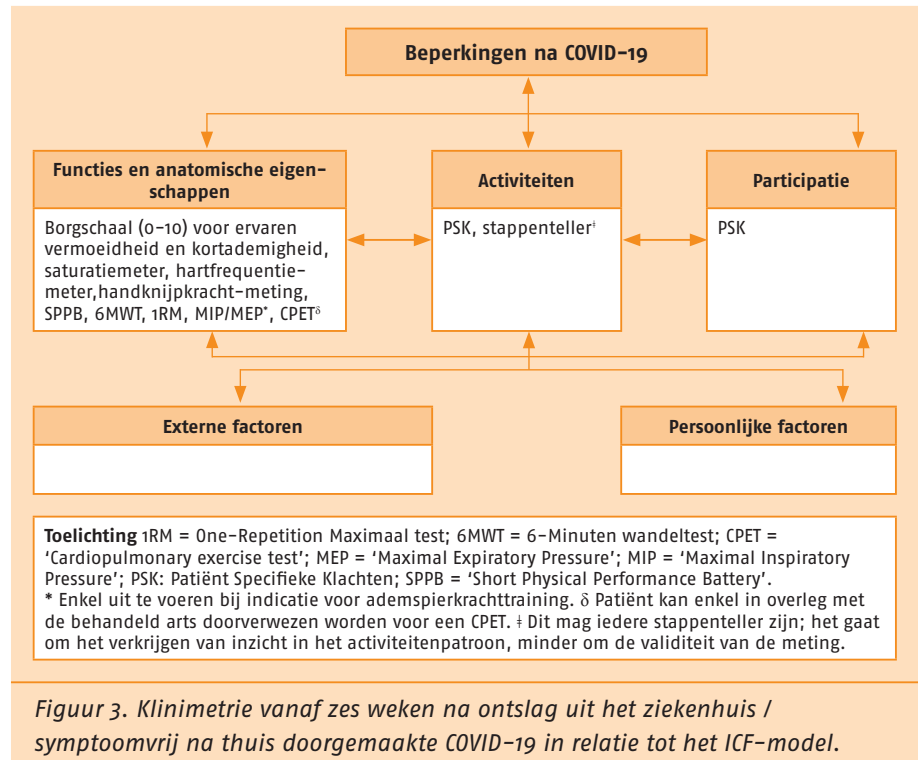 Beperkingen na COVID-19
Functies en anatomische eigen-
schappen
Borgschaal (0-10) voor ervaren
vermoeidheid en kortademigheid,
saturatiemeter, hartfrequentie-
meter,handknijpkracht-meting,
SPPB, 6MWT, 1RM, MIP/MEP*, CPETδ
Activiteiten
PSK, stappentellerǂ
Participatie
PSK
Externe factoren
Persoonlijke factoren
Toelichting 1RM = One-Repetition Maximaal test; 6MWT = 6-Minuten wandeltest; CPET =
‘Cardiopulmonary exercise test’; MEP = ‘Maximal Expiratory Pressure’; MIP = ‘Maximal Inspiratory
Pressure’; PSK: Patiënt Specifieke Klachten; SPPB = ‘Short Physical Performance Battery’.
* Enkel uit te voeren bij indicatie voor ademspierkrachttraining. δ Patiënt kan enkel in overleg met
de behandeld arts doorverwezen worden voor een CPET. ǂ Dit mag iedere stappenteller zijn; het gaat
om het verkrijgen van inzicht in het activiteitenpatroon, minder om de validiteit van de meting.
Figuur 3. Klinimetrie vanaf zes weken na ontslag uit het ziekenhuis /
symptoomvrij na thuis doorgemaakte COVID-19 in relatie tot het ICF-model.